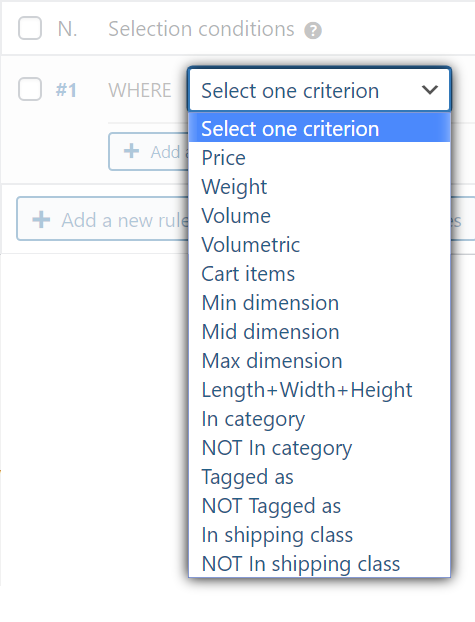 N. Selection conditions ?
#1 WHERE Select one criterion
Select one criterion
Price
Weight
Volume
Volumetric
Cart items
Min dimension
Mid dimension
Max dimension
Length+Width+Height
In category
NOT In category
Tagged as
NOT Tagged as
In shipping class
NOT In shipping class
+ Add
+ Add a new rule